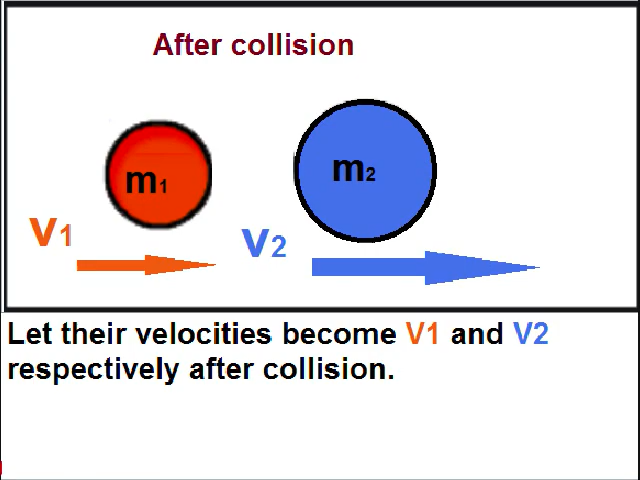 After collision
m1
m2
V1
V2
Let their velocities become V1 and V2
respectively after collision.